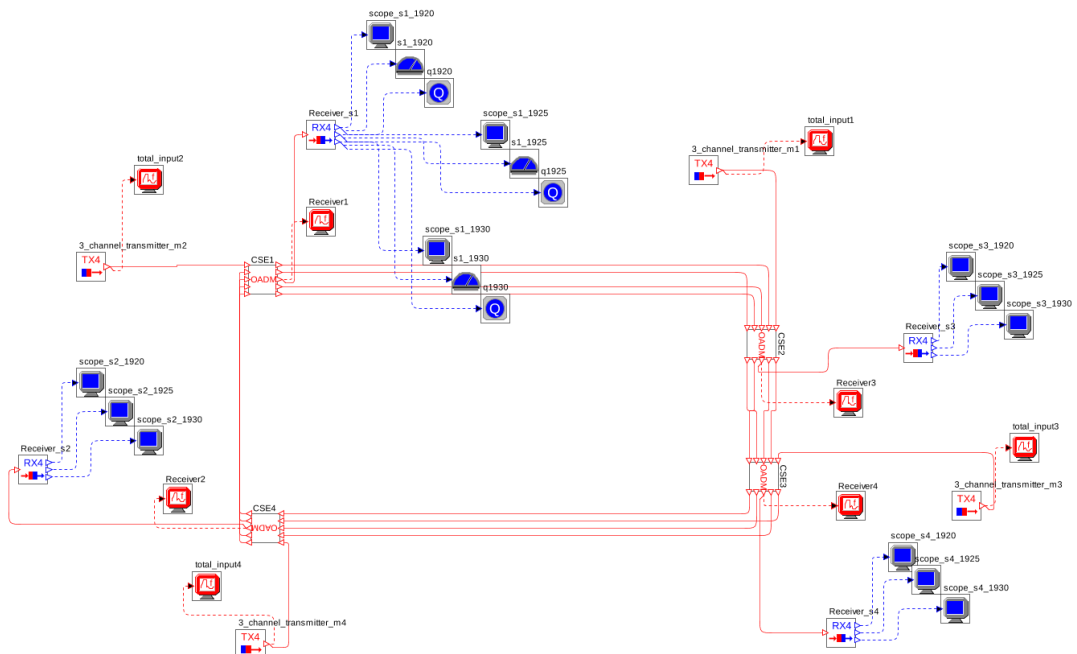 scope_s1_1920
s1_1920
q1920
Q
Receiver_s1
RX4
scope_s1_1925
s1_1925
q1925
Q
total_input1
3_channel_transmitter_m1
TX4
total_input2
Receiver1
3_channel_transmitter_m2
TX4
CSE1
OADM
scope_s1_1930
s1_1930
q1930
Q
scope_s3_1920
scope_s3_1925
scope_s3_1930
Receiver_s3
RX4
CSE2
OADM
scope_s2_1920
scope_s2_1925
scope_s2_1930
Receiver_s2
RX4
Receiver3
total_input3
CSE3
OADM
Receiver2
Receiver4
3_channel_transmitter_m3
TX4
CSE4
OADM
scope_s4_1920
scope_s4_1925
scope_s4_1930
total_input4
Receiver_s4
RX4
3_channel_transmitter_m4
TX4